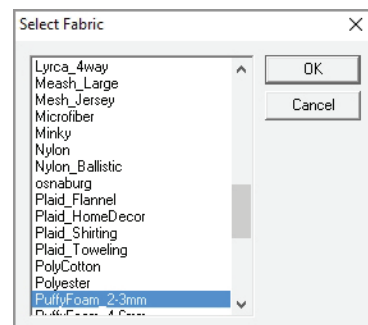 Select Fabric
Lyrca_4way
Meash_Large
Mesh_Jersey
Microfiber
Minky
Nylon
Nylon_Ballistic
osnaburg
Plaid_Flannel
Plaid_HomeDecor
Plaid_Shirting
Plaid_Toweling
PolyCotton
Polyester
PuffyFoam_2-3mm
OK
Cancel